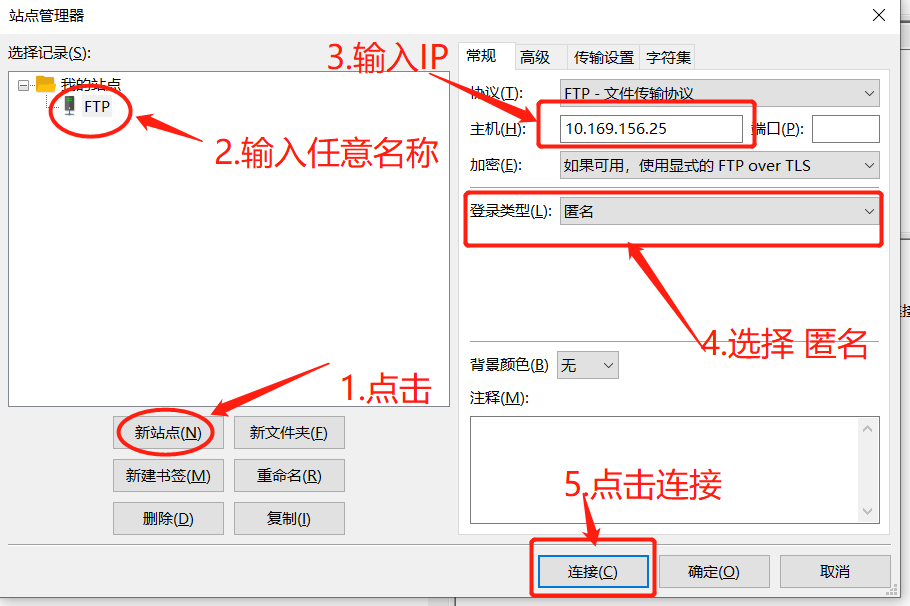 站点管理器
选择记录(S):
我的站点
FTP
2.输入任意名称
3.输入IP
1.点击
新站点(N)
新文件夹(F)
新建书签(M)
重命名(R)
删除(D)
复制(I)
常规
高级
传输设置
字符集
协议(T):
FTP - 文件传输协议
主机(H):
10.169.156.25
端口(P):
加密(E):
如果可用，使用显式的 FTP over TLS
登录类型(L):
匿名
4.选择 匿名
背景颜色(B)
无
注释(M):
5.点击连接
连接(C)
确定(O)
取消